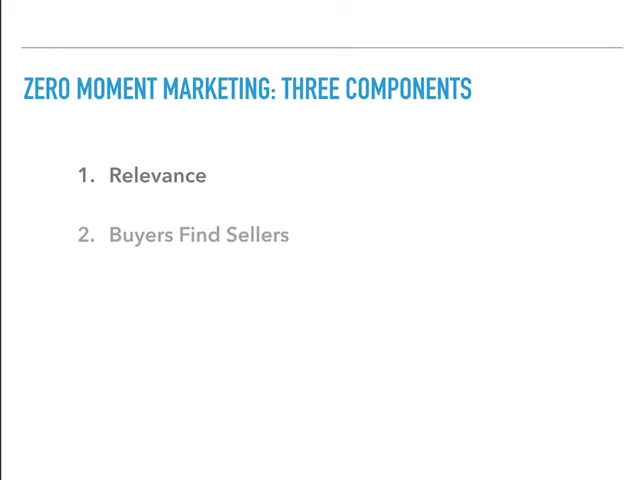 ZERO MOMENT MARKETING: THREE COMPONENTS
1. Relevance
2. Buyers Find Sellers